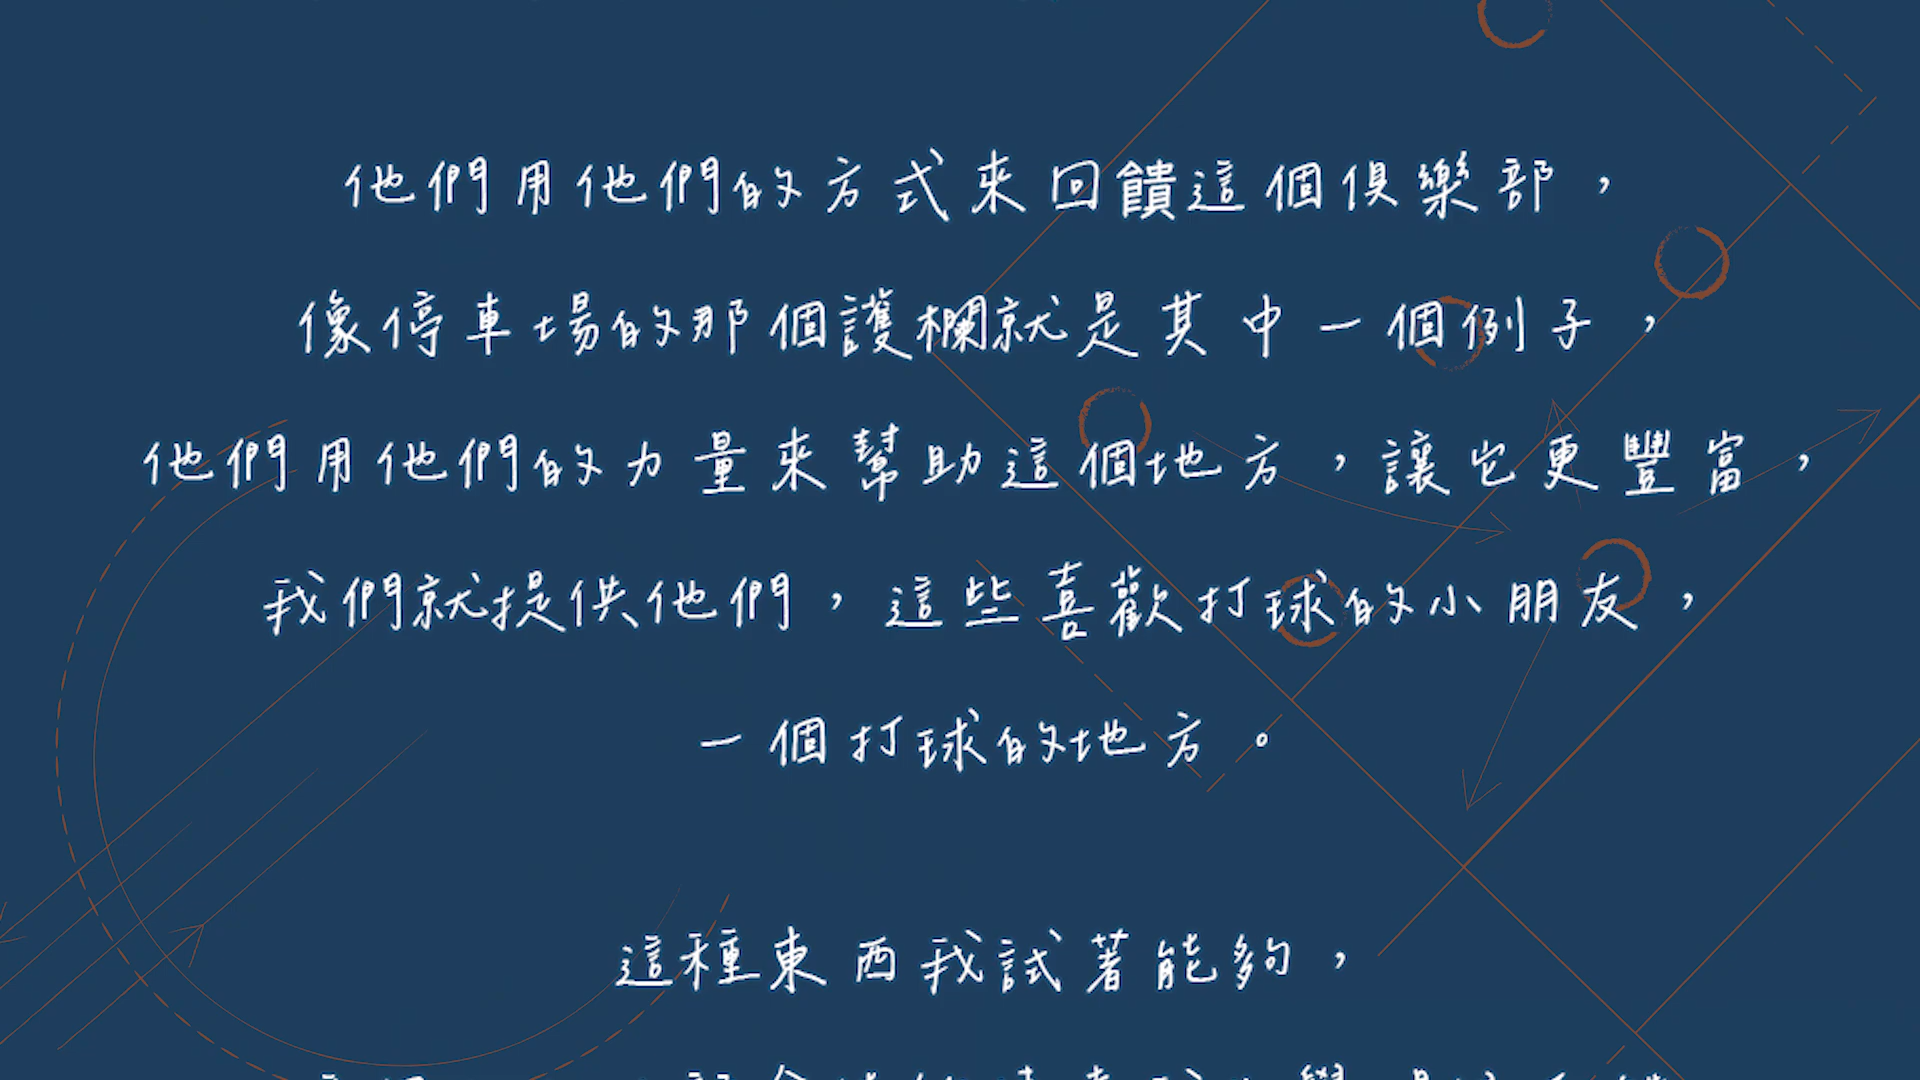 他們用他們的方式來回饋這個俱樂部，
像停車場的那個護欄就是其中一個例子，
他們用他們的力量來幫助這個地方，讓它更豐富，
我們就提供他們，這些喜歡打球的小朋友，
一個打球的地方。
這種東西我試著能夠，